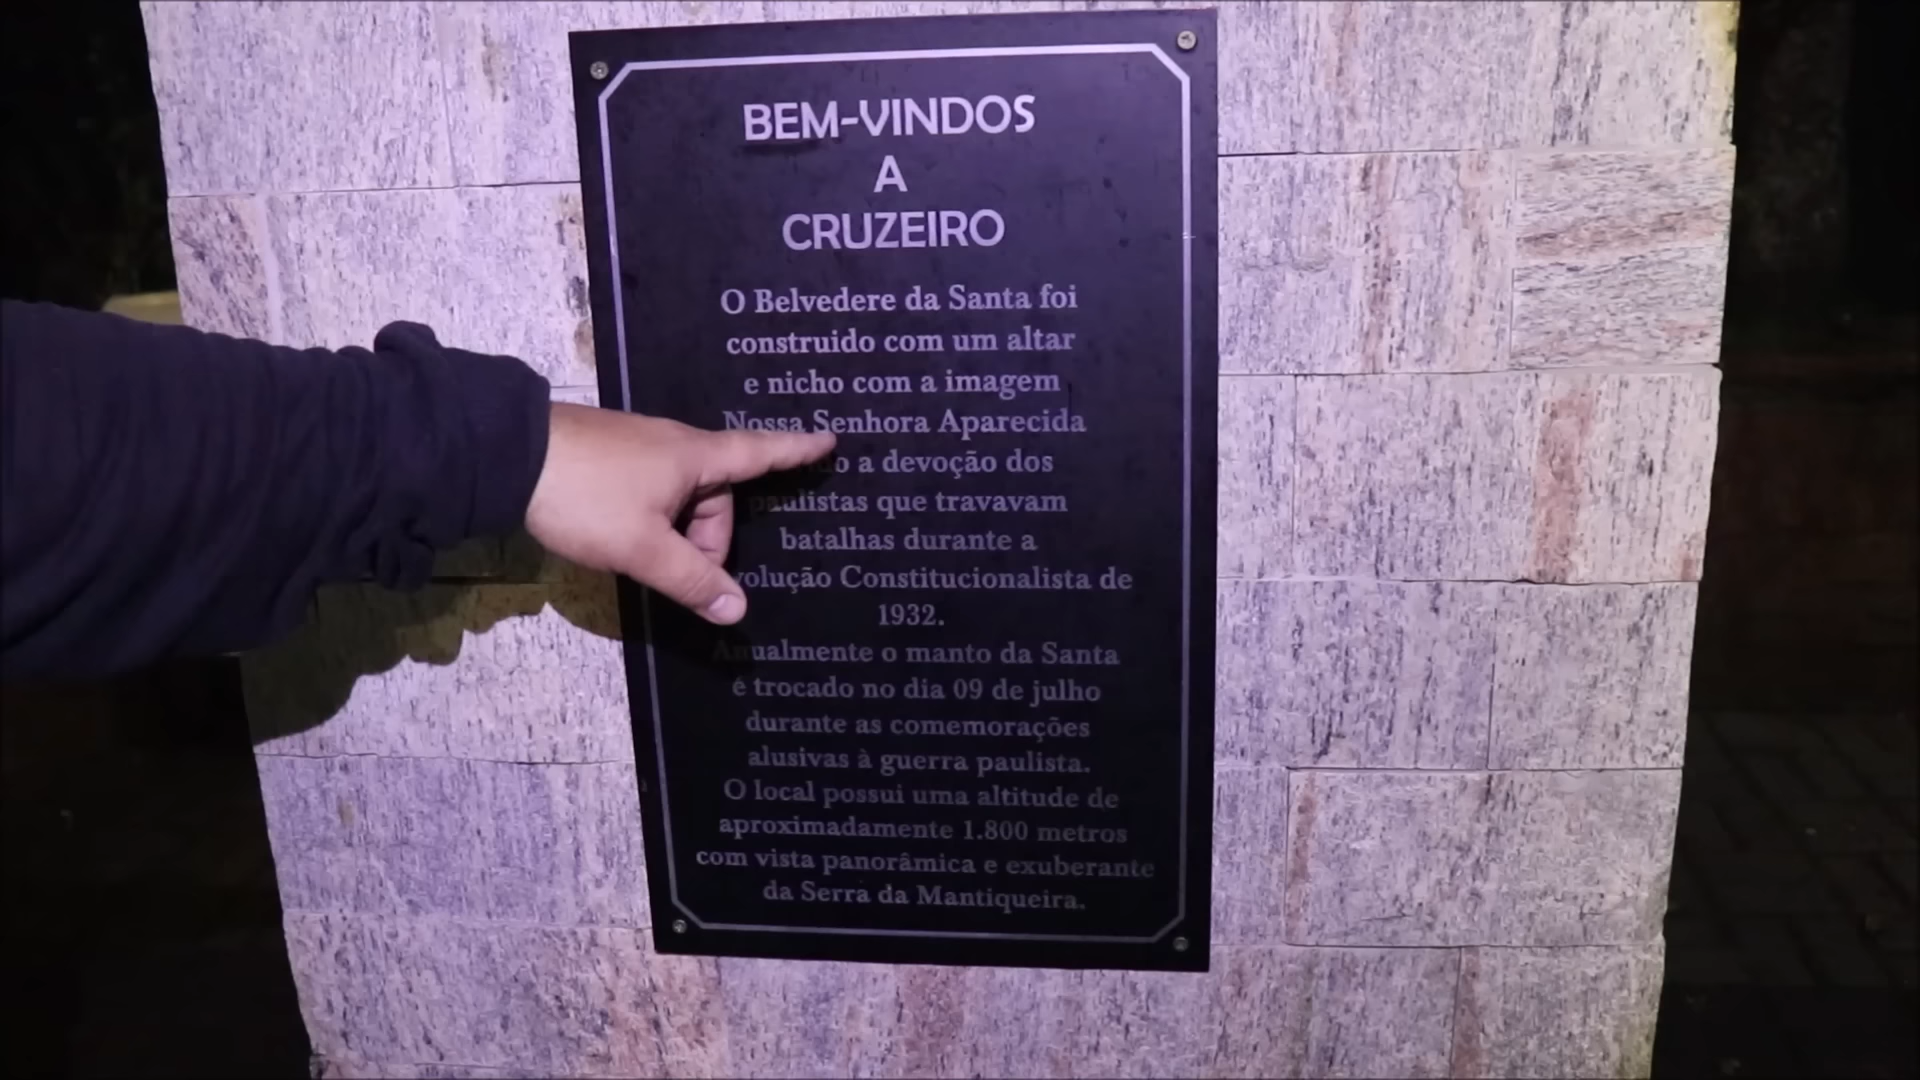 BEM-VINDOS
A
CRUZEIRO
O Belvedere da Santa foi
construido com um altar
e nicho com a imagem
Nossa Senhora Aparecida
a devoção dos
paulistas que travavam
batalhas durante a
volução Constitucionalista de
1932.
Anualmente o manto da Santa
é trocado no dia 09 de julho
durante as comemorações
alusivas à guerra paulista.
O local possui uma altitude de
aproximadamente 1.800 metros
com vista panorâmica e exuberante
da Serra da Mantiqueira.